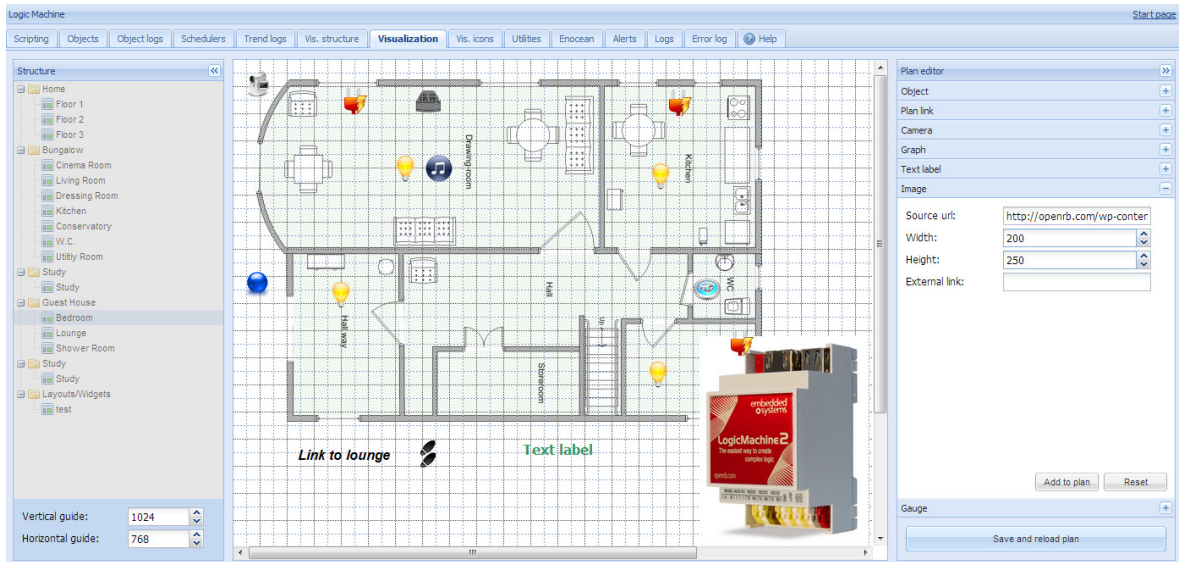 Logic Machine
Start page
Scripting Objects Object logs Schedulers Trend logs Vis. structure Visualization Vis. icons Utilities Enocean Alerts Logs Error log Help
Structure
Home
Floor 1
Floor 2
Floor 3
Bungalow
Cinema Room
Living Room
Dressing Room
Kitchen
Conservatory
W.C.
Utitiy Room
Study
Study
Guest House
Bedroom
Lounge
Shower Room
Study
Study
Layouts/Widgets
test
Vertical guide: 1024
Horizontal guide: 768
Drawing-room
Kitchen
Hall
WC
Hall way
Up
Storeroom
Link to lounge
Text label
embedded
systems
LogicMachine2
The easiest way to create
complex logic
openrb.com
Plan editor
Object
Plan link
Camera
Graph
Text label
Image
Source url: http://openrb.com/wp-conter
Width: 200
Height: 250
External link:
Add to plan Reset
Gauge
Save and reload plan